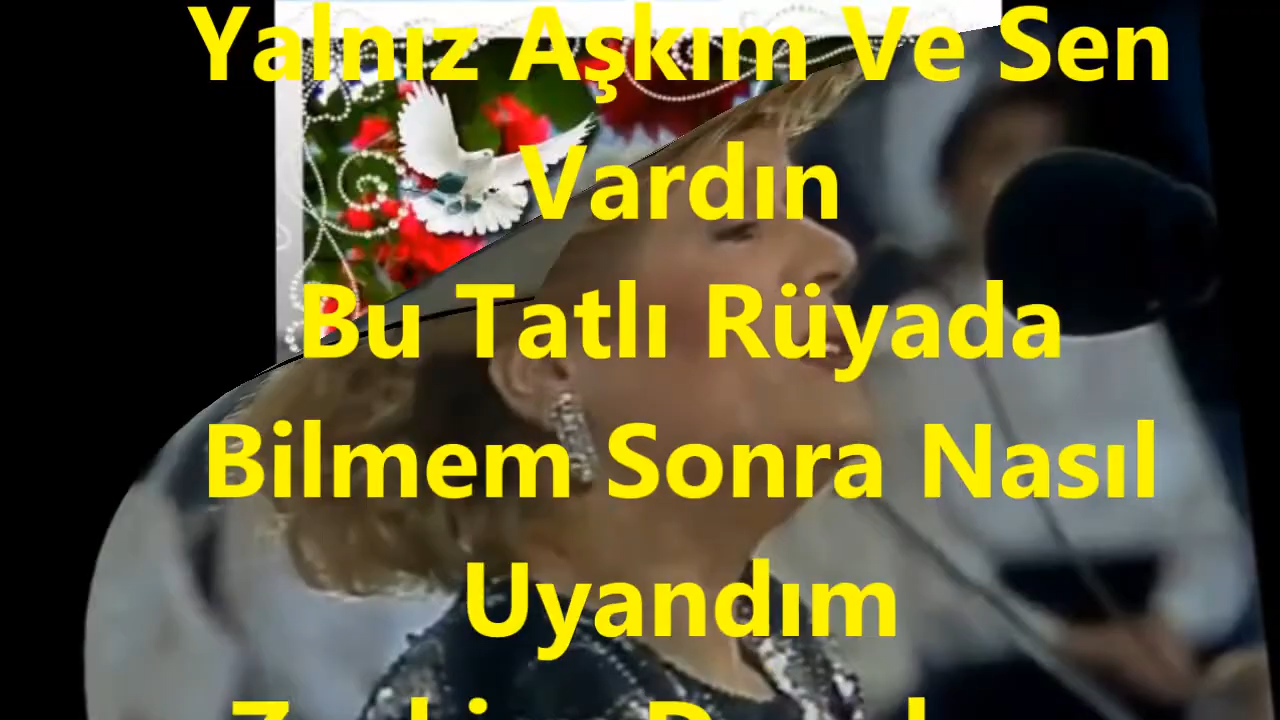 Yalnız Aşkım Ve Sen
Vardın
Bu Tatlı Rüyada
Bilmem Sonra Nasıl
Uyandım